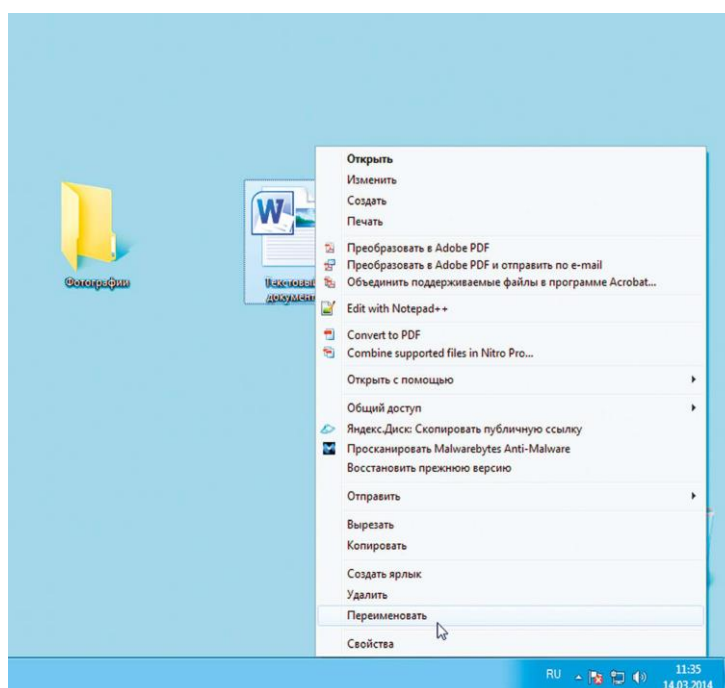 Фотографии
Текстовый
документ
Открыть
Изменить
Создать
Печать
Преобразовать в Adobe PDF
Преобразовать в Adobe PDF и отправить по e-mail
Объединить поддерживаемые файлы в программе Acrobat...
Edit with Notepad++
Convert to PDF
Combine supported files in Nitro Pro...
Открыть с помощью
Общий доступ
Яндекс.Диск: Скопировать публичную ссылку
Просканировать Malwarebytes Anti-Malware
Восстановить прежнюю версию
Отправить
Вырезать
Копировать
Создать ярлык
Удалить
Переименовать
Свойства
RU
11:35
14.03.2014